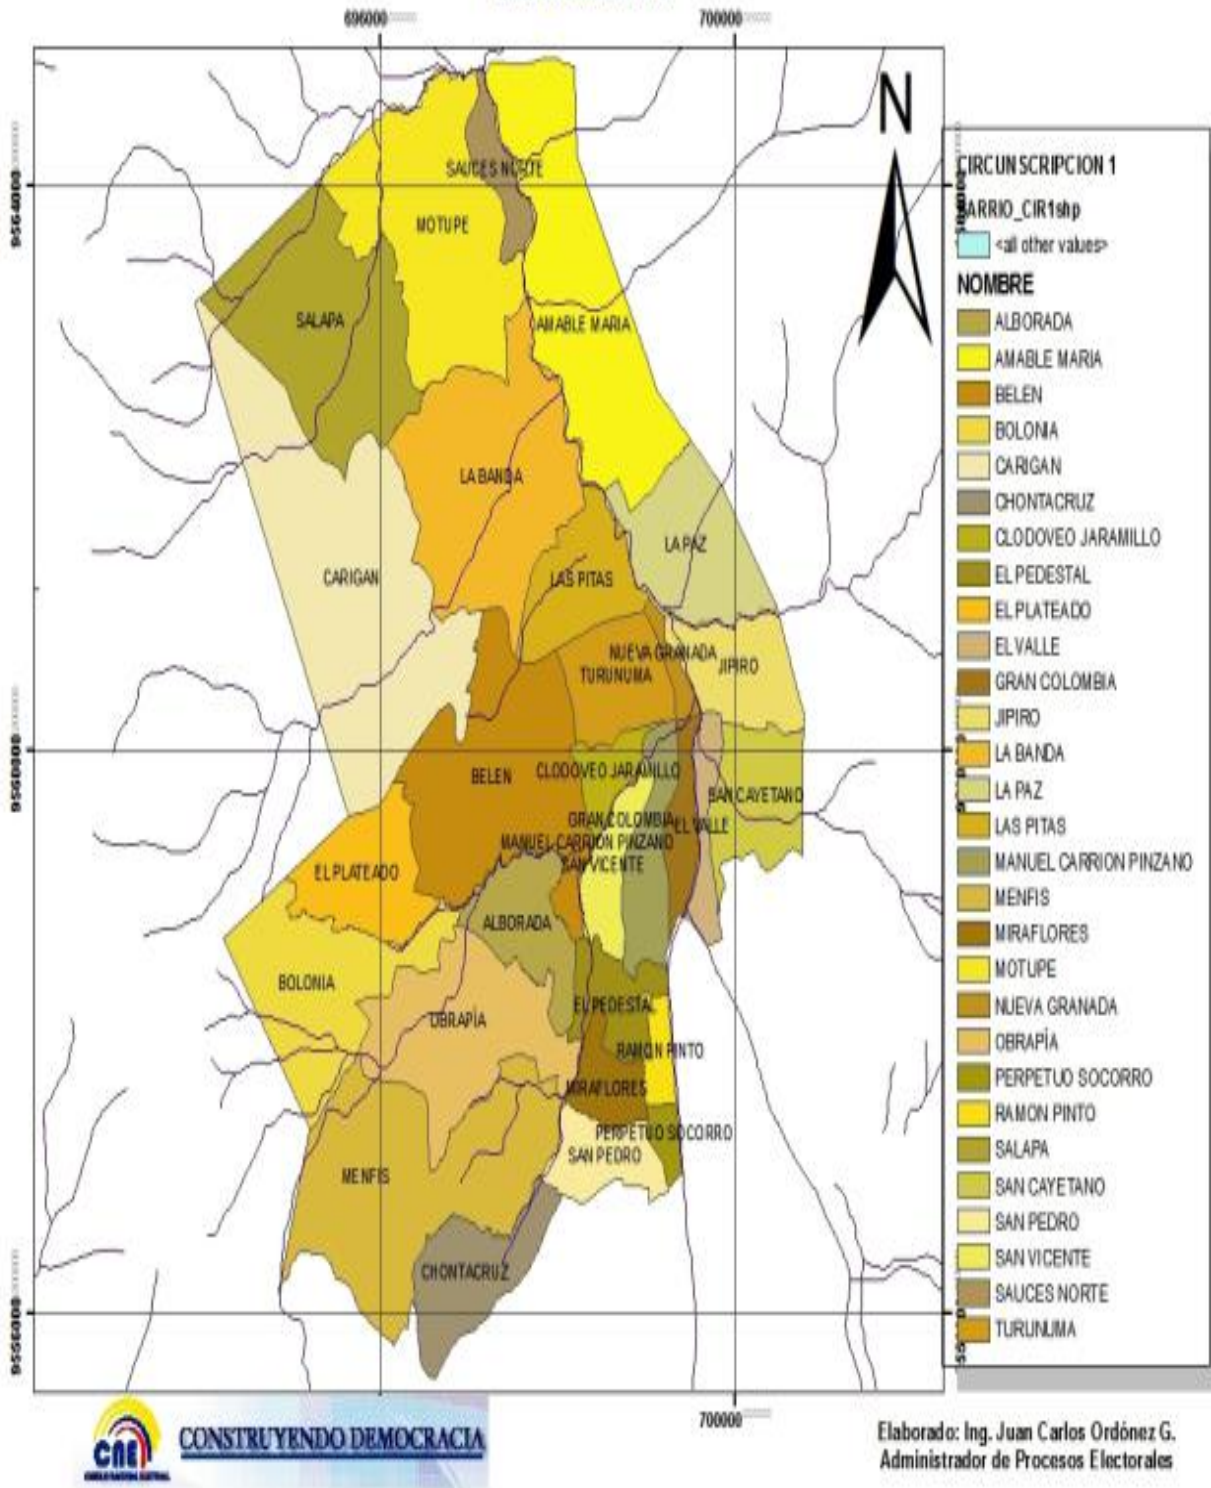 696000
700000
N
9564000
9560000
9556000
SAUCES NORTE
MOTUPE
SALAPA
AMABLE MARIA
LA BANDA
LA PAZ
CARIGAN
LAS PITAS
NUEVA GRANADA
TURUNUMA
JIPIRO
BELEN
CLODOVEO JARAMILLO
SAN CAYETANO
GRAN COLOMBIA
EL VALLE
MANUEL CARRION PINZANO
SAN VICENTE
EL PLATEADO
ALBORADA
BOLONIA
EL PEDESTAL
OBRAPÍA
RAMON PINTO
MIRAFLORES
PERPETUO SOCORRO
SAN PEDRO
MENFIS
CHONTACRUZ
700000
CIRCUNSCRIPCION 1
ARRIO_CIR1shp
<all other values>
NOMBRE
ALBORADA
AMABLE MARIA
BELEN
BOLONIA
CARIGAN
CHONTACRUZ
CLODOVEO JARAMILLO
EL PEDESTAL
EL PLATEADO
EL VALLE
GRAN COLOMBIA
JIPIRO
LA BANDA
LA PAZ
LAS PITAS
MANUEL CARRION PINZANO
MENFIS
MIRAFLORES
MOTUPE
NUEVA GRANADA
OBRAPÍA
PERPETUO SOCORRO
RAMON PINTO
SALAPA
SAN CAYETANO
SAN PEDRO
SAN VICENTE
SAUCES NORTE
TURUNUMA
CNE
CONSEJO NACIONAL ELECTORAL
CONSTRUYENDO DEMOCRACIA
Elaborado: Ing. Juan Carlos Ordónez G.
Administrador de Procesos Electorales